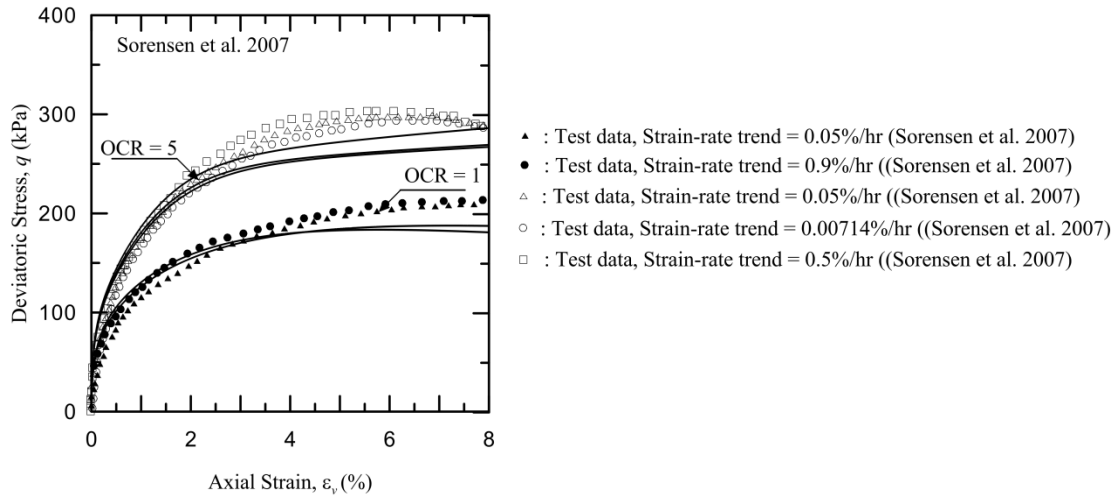 400
300
200
100
0
Deviatoric Stress, q (kPa)
Sorensen et al. 2007
OCR = 5
OCR = 1
0 2 4 6 8
Axial Strain, εv(%)
▲ : Test data, Strain-rate trend = 0.05%/hr (Sorensen et al. 2007)
● : Test data, Strain-rate trend = 0.9%/hr ((Sorensen et al. 2007)
△ : Test data, Strain-rate trend = 0.05%/hr ((Sorensen et al. 2007)
○ : Test data, Strain-rate trend = 0.00714%/hr ((Sorensen et al. 2007)
□ : Test data, Strain-rate trend = 0.5%/hr ((Sorensen et al. 2007)